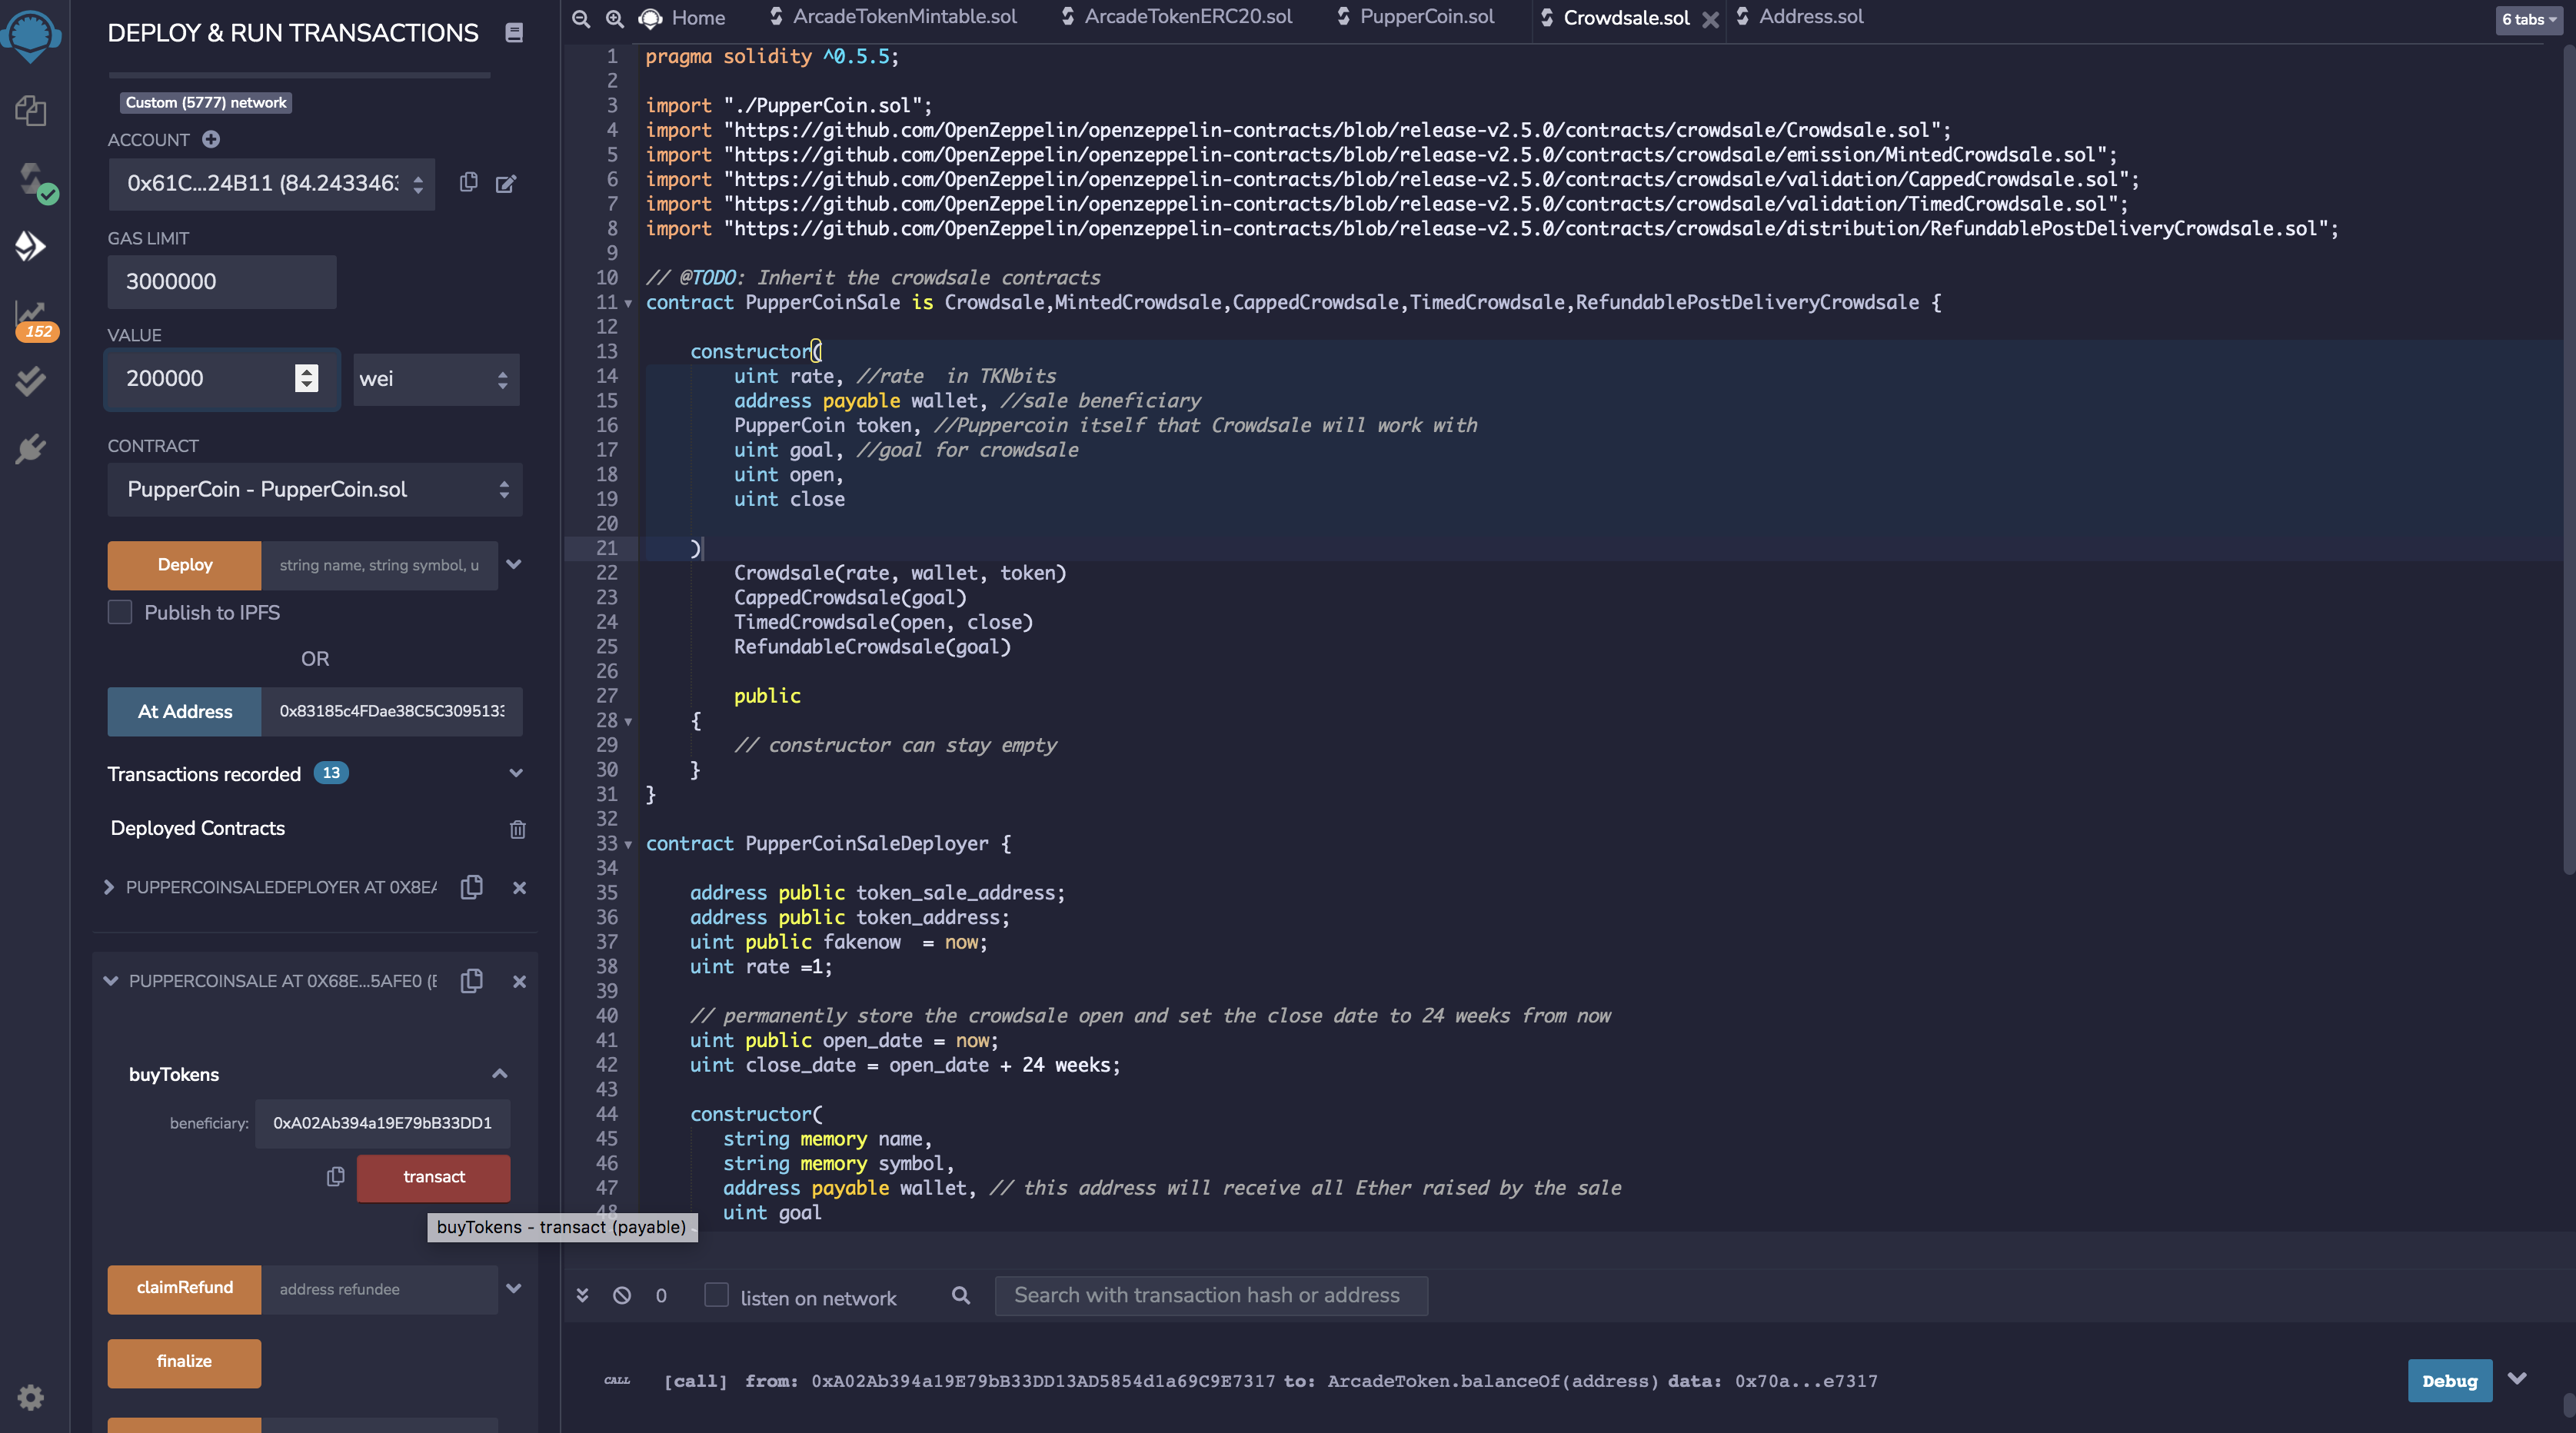 DEPLOY & RUN TRANSACTIONS
Custom (5777) network
ACCOUNT
0x61C...24B11 (84.2433463
GAS LIMIT
3000000
VALUE
200000
wei
CONTRACT
PupperCoin - PupperCoin.sol
Deploy
string name, string symbol, u
Publish to IPFS
OR
At Address
0x83185c4FDae38C5C3095133
Transactions recorded 13
Deployed Contracts
PUPPERCOINSALEDEPLOYER AT 0X8EA
PUPPERCOINSALE AT 0X68E...5AFE0 (E
buyTokens
beneficiary:
0xA02Ab394a19E79bB33DD1
transact
buyTokens - transact (payable)
claimRefund
address refundee
finalize
152
Home
ArcadeTokenMintable.sol
ArcadeTokenERC20.sol
PupperCoin.sol
Crowdsale.sol
Address.sol
6 tabs
1 pragma solidity ^0.5.5;
2
3 import "./PupperCoin.sol";
4 import "https://github.com/OpenZeppelin/openzeppelin-contracts/blob/release-v2.5.0/contracts/crowdsale/Crowdsale.sol";
5 import "https://github.com/OpenZeppelin/openzeppelin-contracts/blob/release-v2.5.0/contracts/crowdsale/emission/MintedCrowdsale.sol";
6 import "https://github.com/OpenZeppelin/openzeppelin-contracts/blob/release-v2.5.0/contracts/crowdsale/validation/CappedCrowdsale.sol";
7 import "https://github.com/OpenZeppelin/openzeppelin-contracts/blob/release-v2.5.0/contracts/crowdsale/validation/TimedCrowdsale.sol";
8 import "https://github.com/OpenZeppelin/openzeppelin-contracts/blob/release-v2.5.0/contracts/crowdsale/distribution/RefundablePostDeliveryCrowdsale.sol";
9
10 // @TODO: Inherit the crowdsale contracts
11 contract PupperCoinSale is Crowdsale,MintedCrowdsale,CappedCrowdsale,TimedCrowdsale,RefundablePostDeliveryCrowdsale {
12
13 constructor(
14 uint rate, //rate  in TKNbits
15 address payable wallet, //sale beneficiary
16 PupperCoin token, //Puppercoin itself that Crowdsale will work with
17 uint goal, //goal for crowdsale
18 uint open,
19 uint close
20
21 )
22 Crowdsale(rate, wallet, token)
23 CappedCrowdsale(goal)
24 TimedCrowdsale(open, close)
25 RefundableCrowdsale(goal)
26
27 public
28 {
29 // constructor can stay empty
30 }
31 }
32
33 contract PupperCoinSaleDeployer {
34
35 address public token_sale_address;
36 address public token_address;
37 uint public fakenow  = now;
38 uint rate =1;
39
40 // permanently store the crowdsale open and set the close date to 24 weeks from now
41 uint public open_date = now;
42 uint close_date = open_date + 24 weeks;
43
44 constructor(
45 string memory name,
46 string memory symbol,
47 address payable wallet, // this address will receive all Ether raised by the sale
48 uint goal
0
listen on network
Search with transaction hash or address
CALL
[call] from: 0xA02Ab394a19E79bB33DD13AD5854d1a69C9E7317 to: ArcadeToken.balanceOf(address) data: 0x70a...e7317
Debug